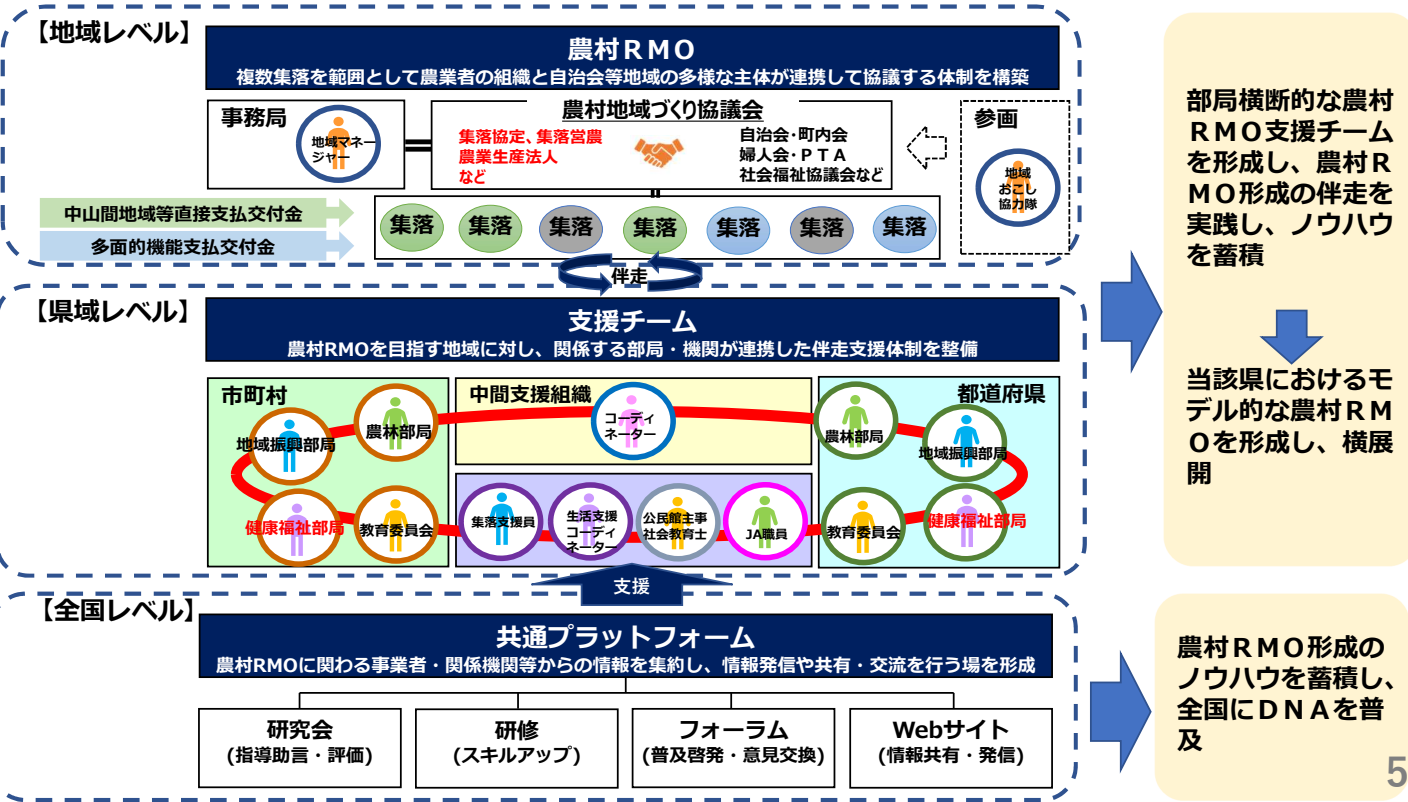 【地域レベル】
農村RMO
複数集落を範囲として農業者の組織と自治会等地域の多様な主体が連携して協議する体制を構築
事務局
地域マネー
ジャー
農村地域づくり協議会
集落協定、集落営農
農業生産法人
など
自治会・町内会
婦人会・PTA
社会福祉協議会など
参画
地域
おこし
協力隊
中山間地域等直接支払交付金
多面的機能支払交付金
集落 集落 集落 集落 集落 集落 集落
伴走
【県域レベル】
支援チーム
農村RMOを目指す地域に対し、関係する部局・機関が連携した伴走支援体制を整備
市町村
地域振興部局
農林部局
健康福祉部局
教育委員会
中間支援組織
コーディ
ネーター
集落支援員
生活支援
コーディ
ネーター
公民館主事
社会教育士
JA職員
都道府県
農林部局
地域振興部局
教育委員会
健康福祉部局
支援
【全国レベル】
共通プラットフォーム
農村RMOに関わる事業者・関係機関等からの情報を集約し、情報発信や共有・交流を行う場を形成
研究会
(指導助言・評価)
研修
(スキルアップ)
フォーラム
(普及啓発・意見交換)
Webサイト
(情報共有・発信)
部局横断的な農村
RMO支援チーム
を形成し、農村R
MO形成の伴走を
実践し、ノウハウ
を蓄積
当該県におけるモ
デル的な農村RM
Oを形成し、横展
開
農村RMO形成の
ノウハウを蓄積し、
全国にDNAを普
及
5